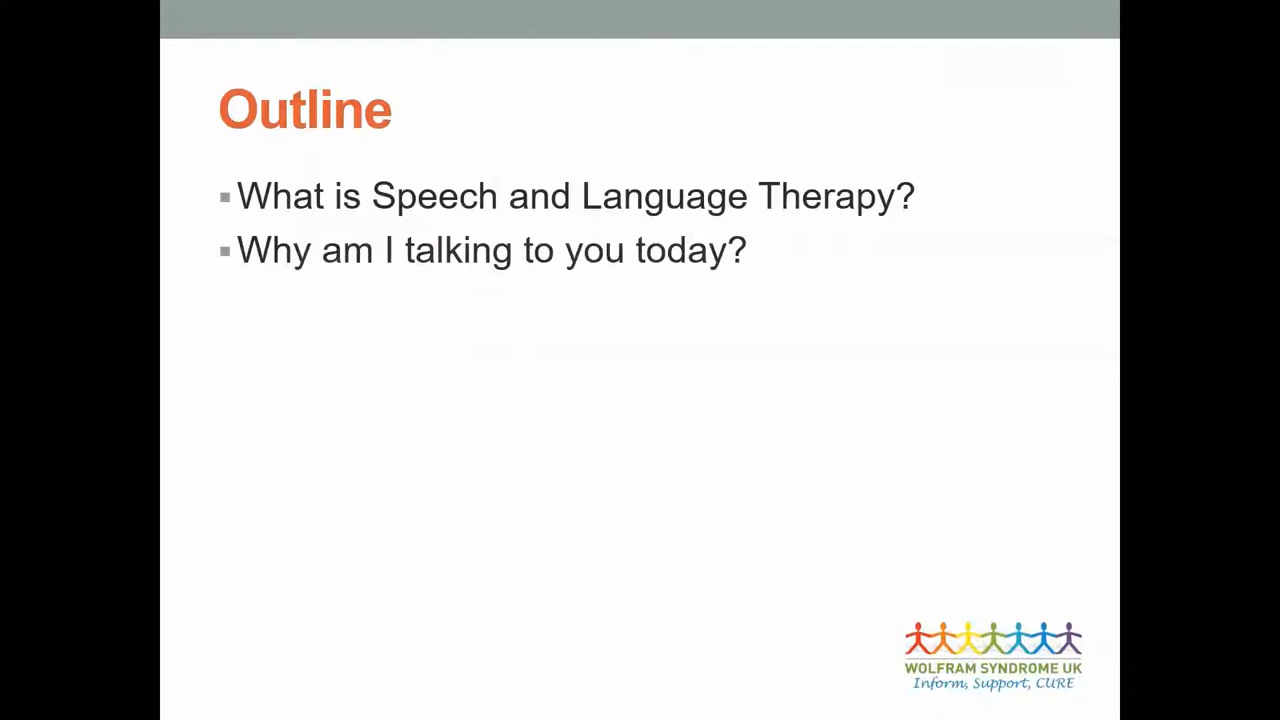 Outline
What is Speech and Language Therapy?
Why am I talking to you today?
WOLFRAM SYNDROME UK
Inform, Support, CURE